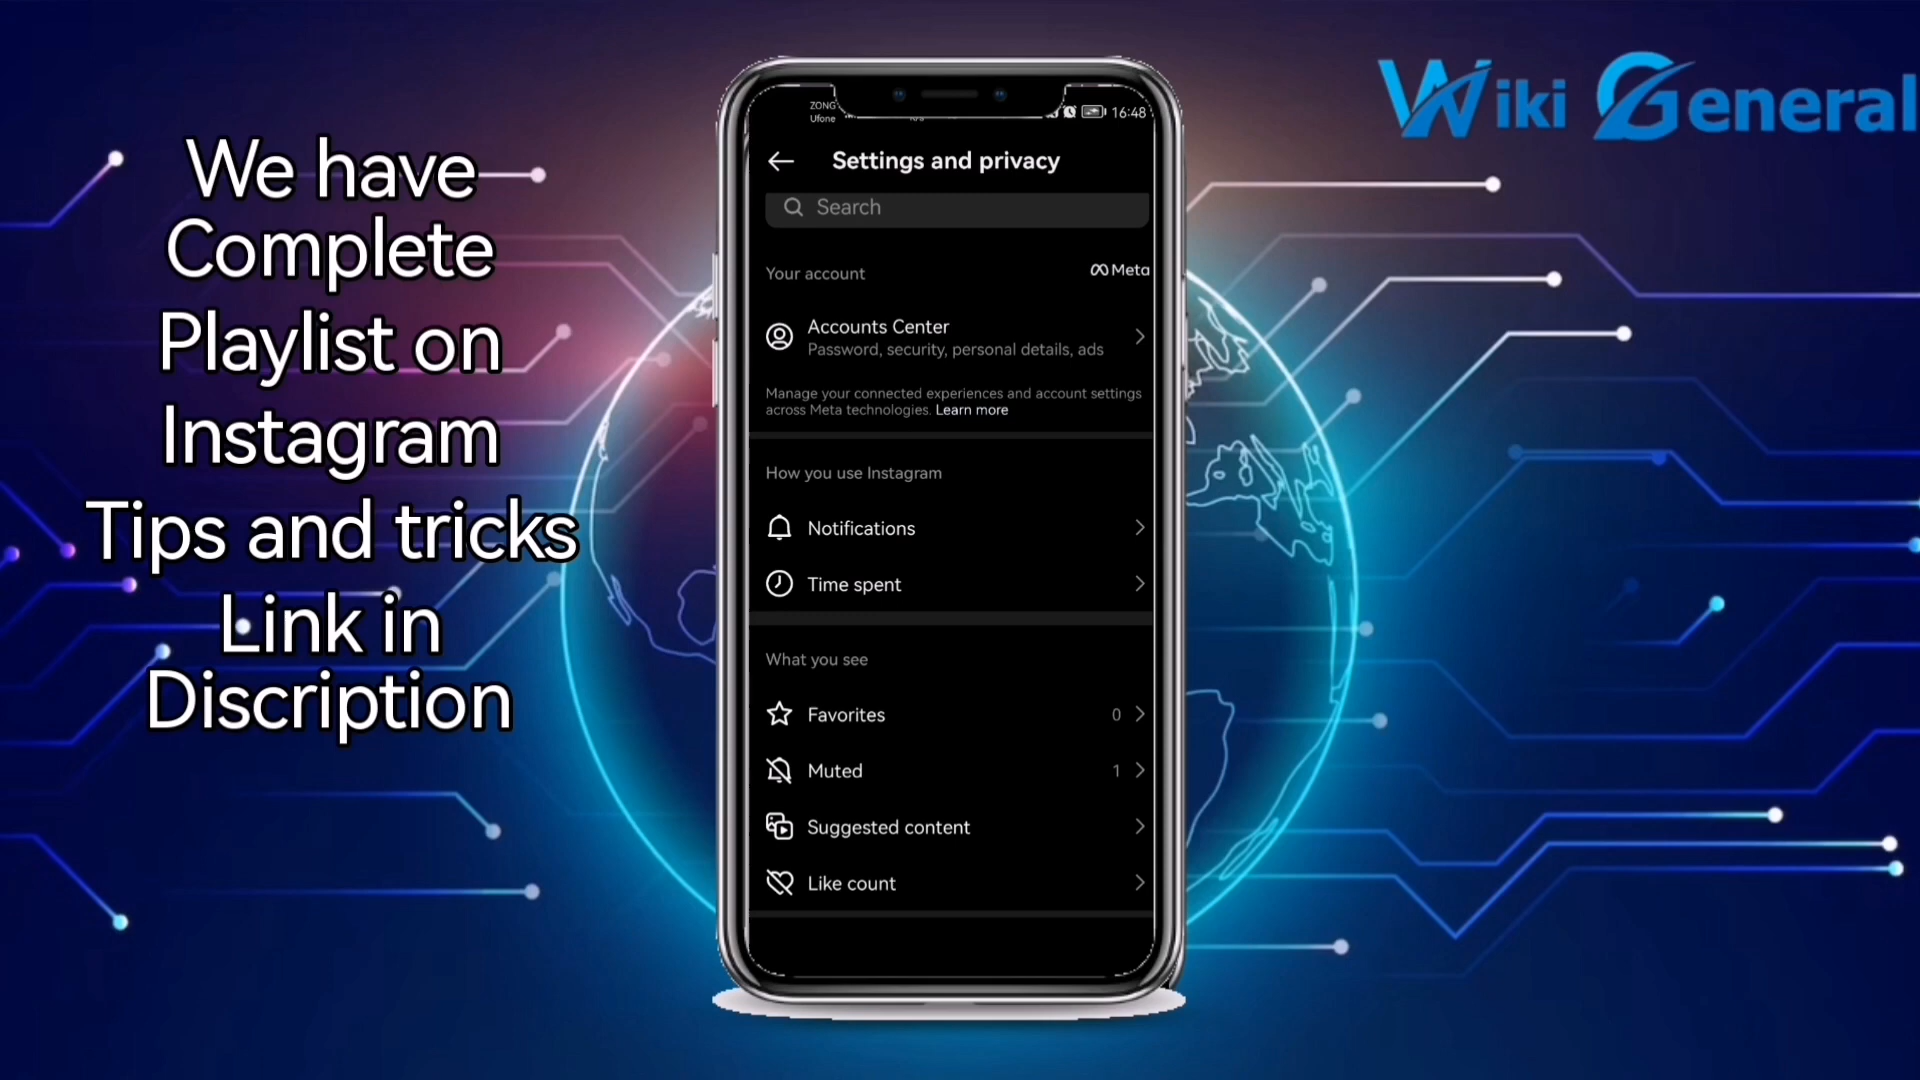 We have
Complete
Playlist on
Instagram
Tips and tricks
Link in
Discription
Wiki General
ZONG
Ufone
16:48
Settings and privacy
Search
Your account
Meta
Accounts Center
Password, security, personal details, ads
Manage your connected experiences and account settings
across Meta technologies. Learn more
How you use Instagram
Notifications
Time spent
What you see
Favorites 0
Muted 1
Suggested content
Like count